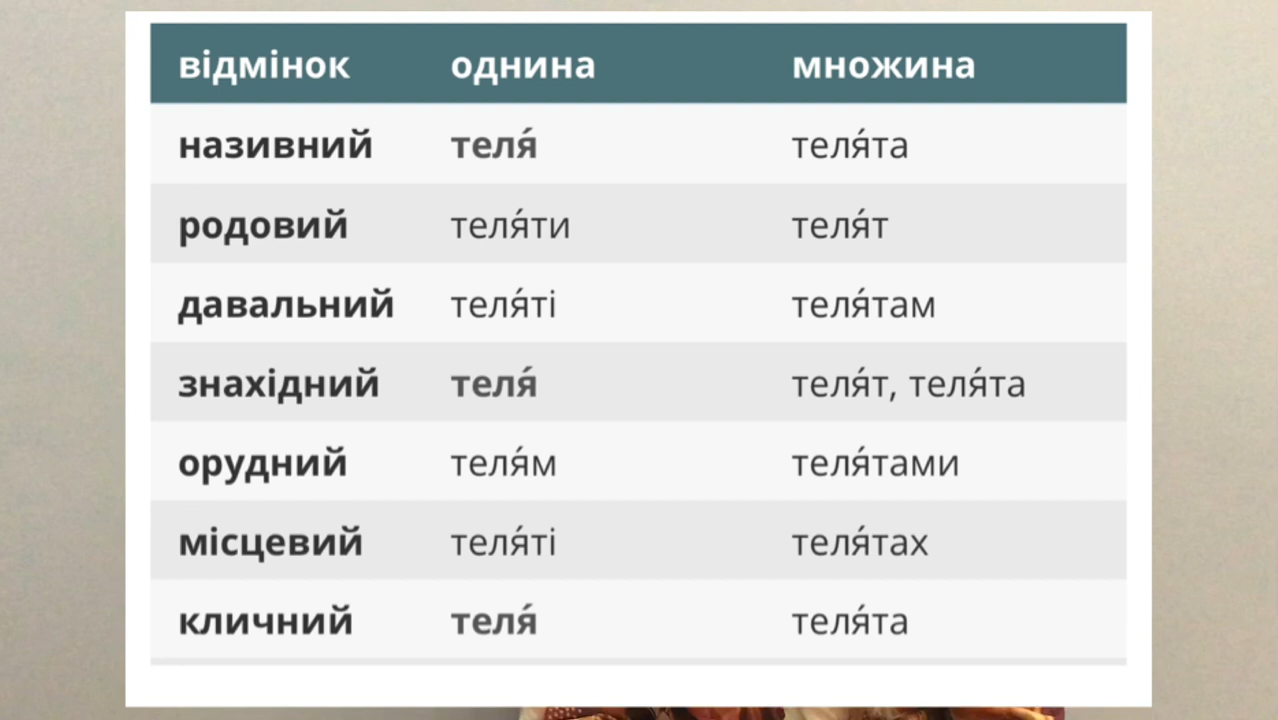 відмінок однина множина
називний теля́ теля́та
родовий теля́ти теля́т
давальний теля́ті теля́там
знахідний теля́ теля́т, теля́та
орудний теля́м теля́тами
місцевий теля́ті теля́тах
кличний теля́ теля́та